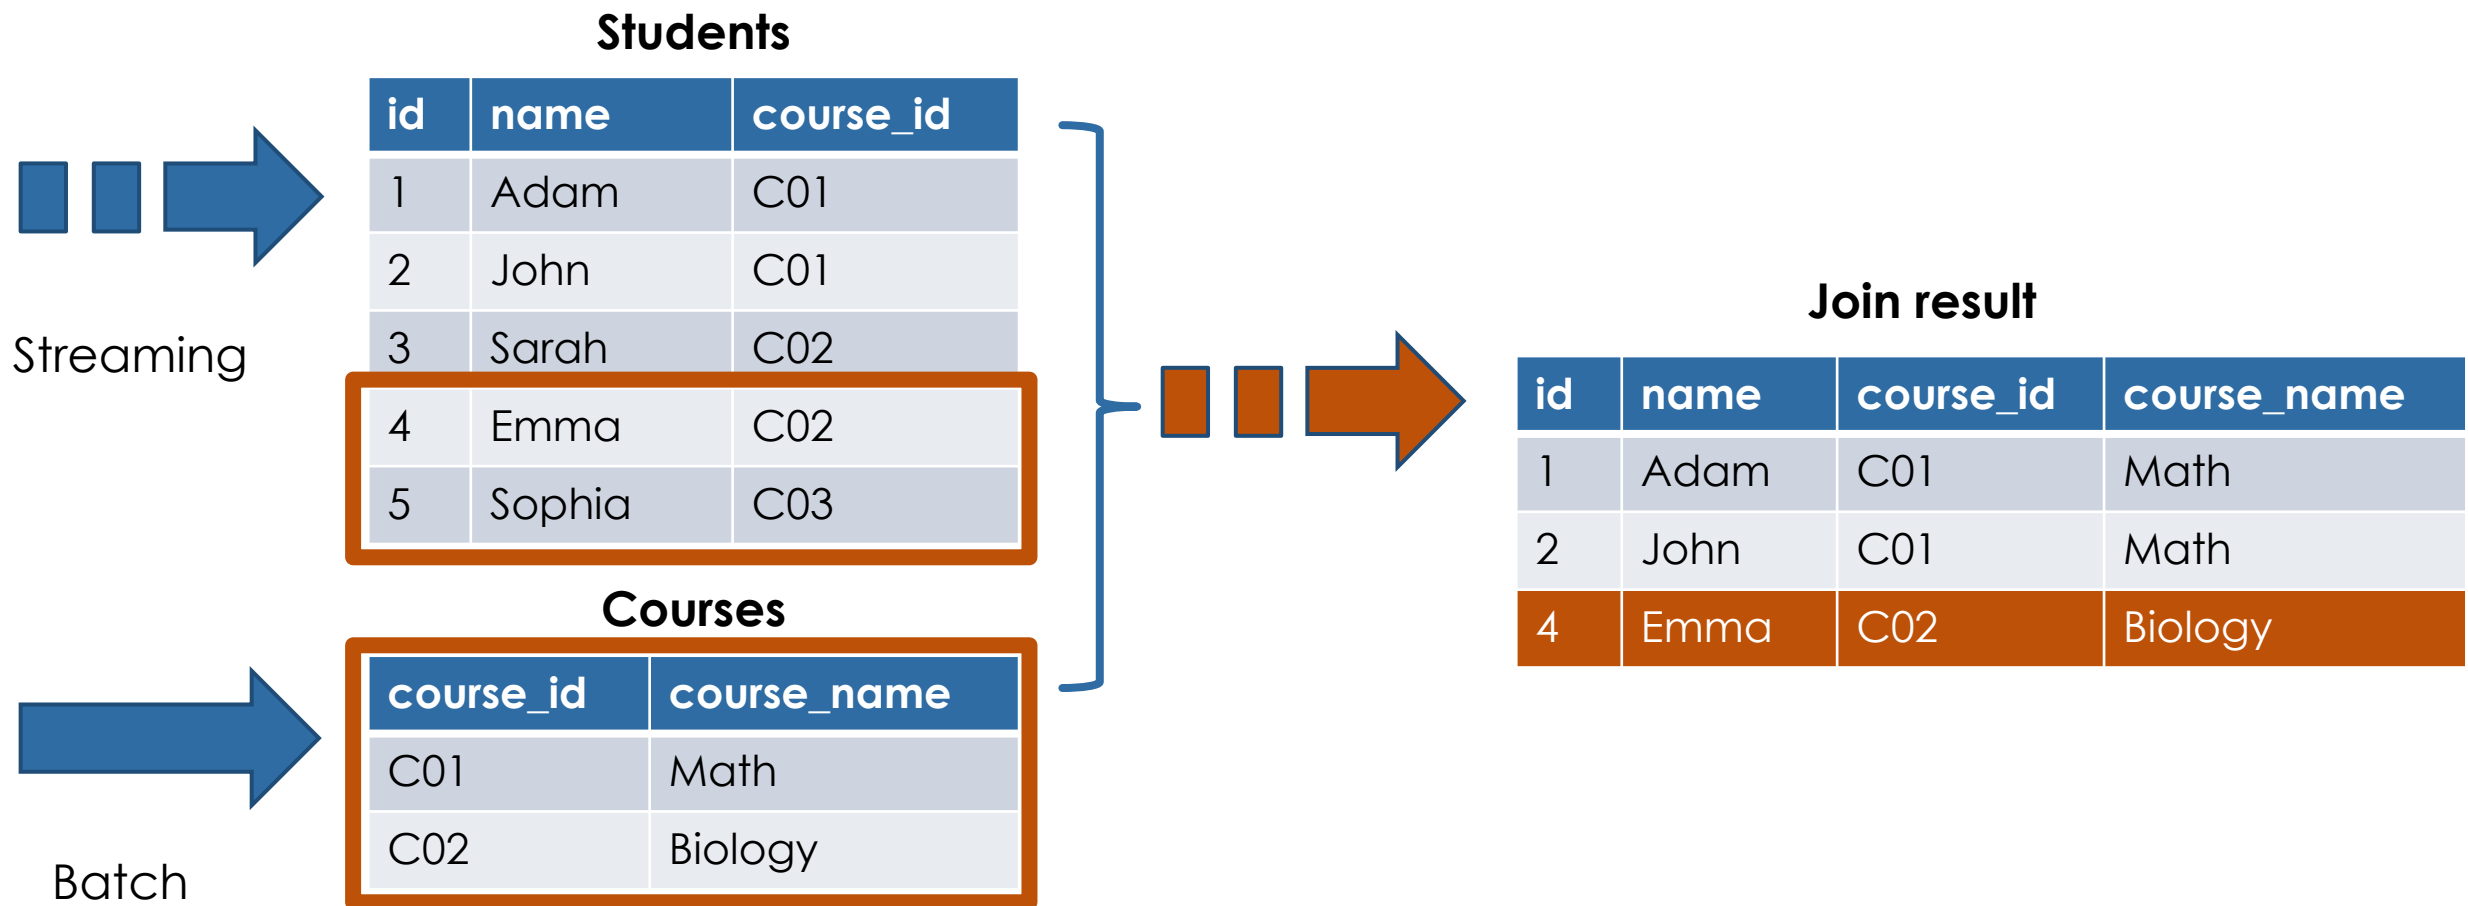 Students
id name course_id
1 Adam C01
2 John C01
3 Sarah C02
4 Emma C02
5 Sophia C03
Streaming
Courses
course_id course_name
C01 Math
C02 Biology
Batch
Join result
id name course_id course_name
1 Adam C01 Math
2 John C01 Math
4 Emma C02 Biology